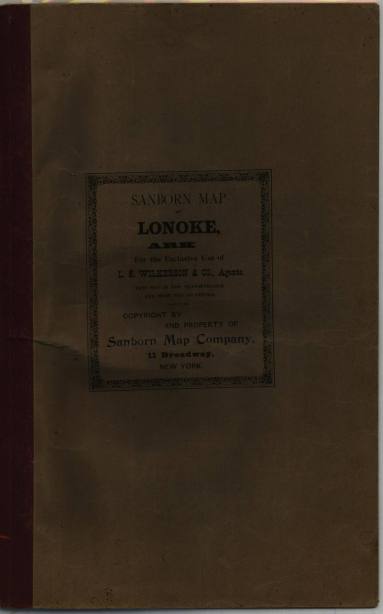 SANBORN MAP
OF
LONOKE,
ARK
For the Exclusive Use of
L. E. WILKERSON & CO., Agents
COPYRIGHT BY
AND PROPERTY OF
Sanborn Map Company,
11 Broadway,
NEW YORK.